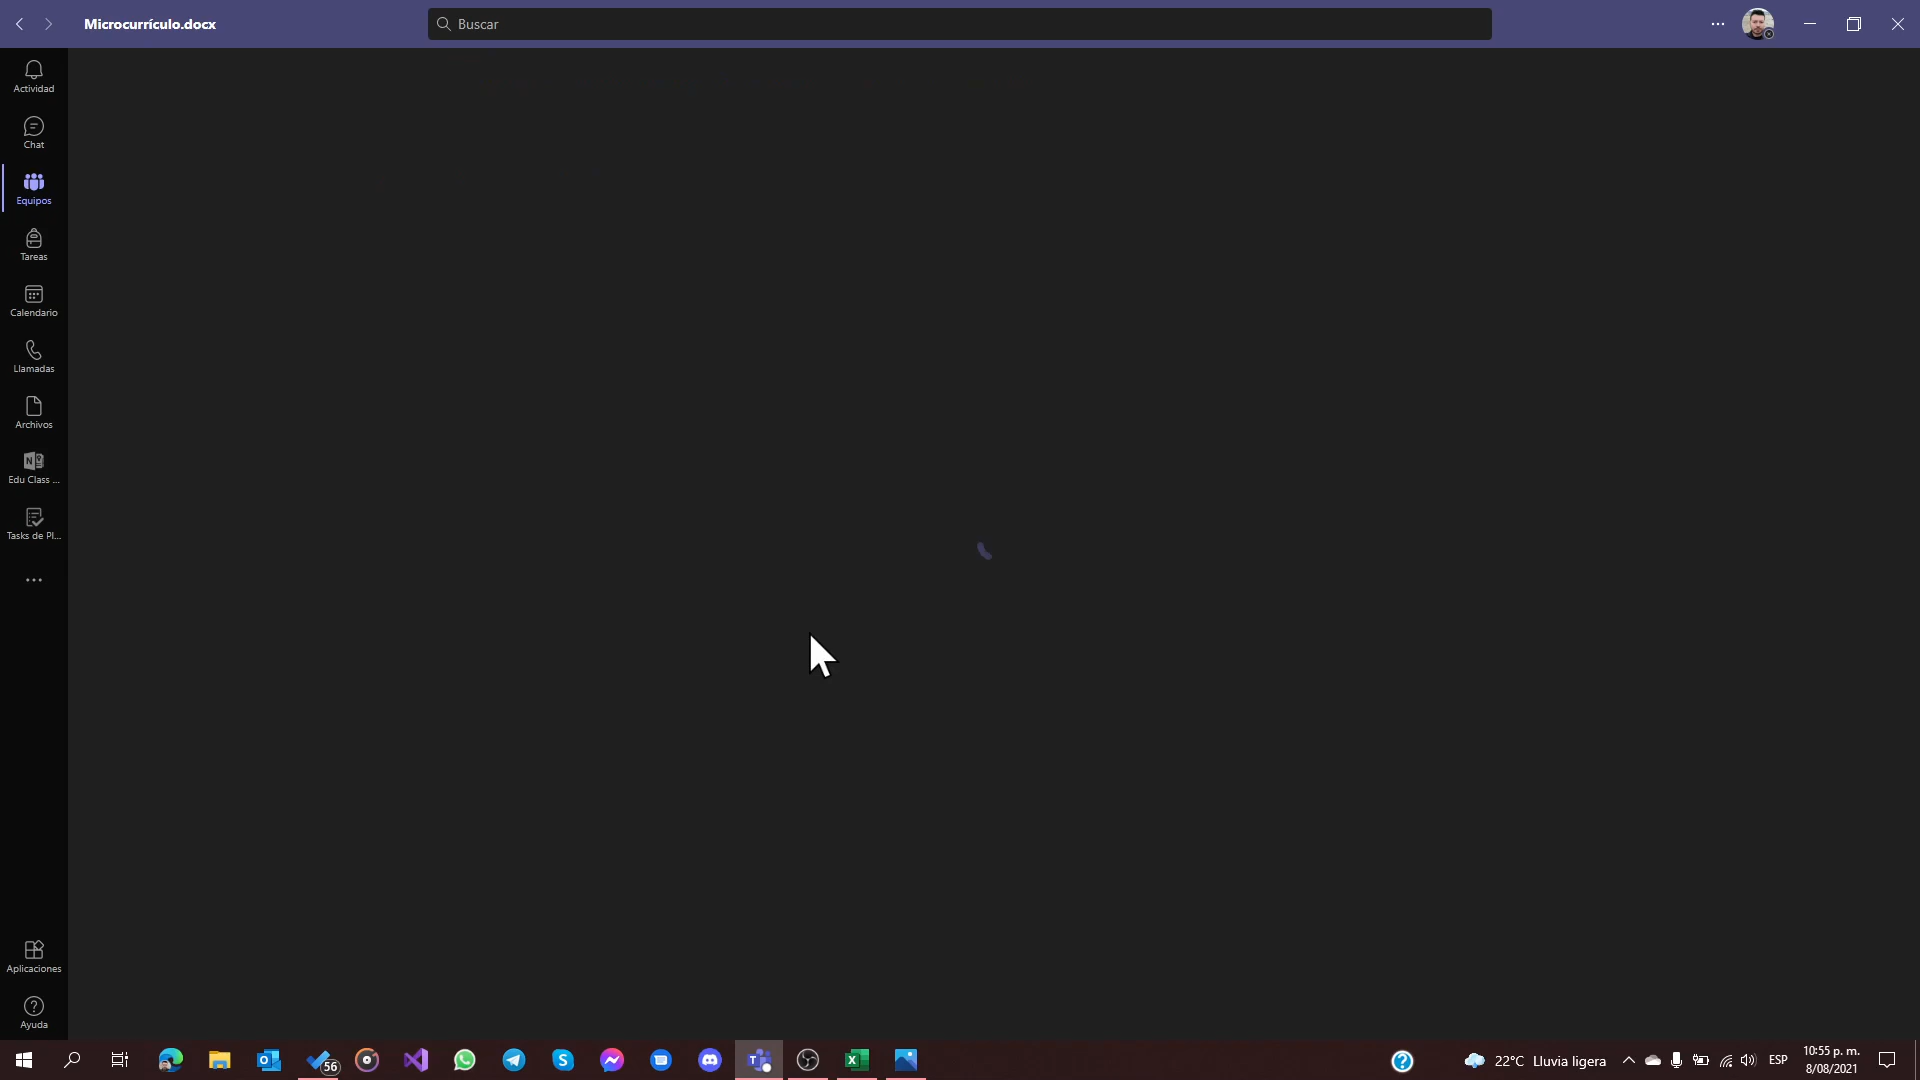 Microcurrículo.docx
Buscar
Actividad
Chat
Equipos
Tareas
Calendario
Llamadas
Archivos
Edu Class ...
Tasks de Pl...
Aplicaciones
Ayuda
56
22°C Lluvia ligera
ESP
10:55 p. m.
8/08/2021